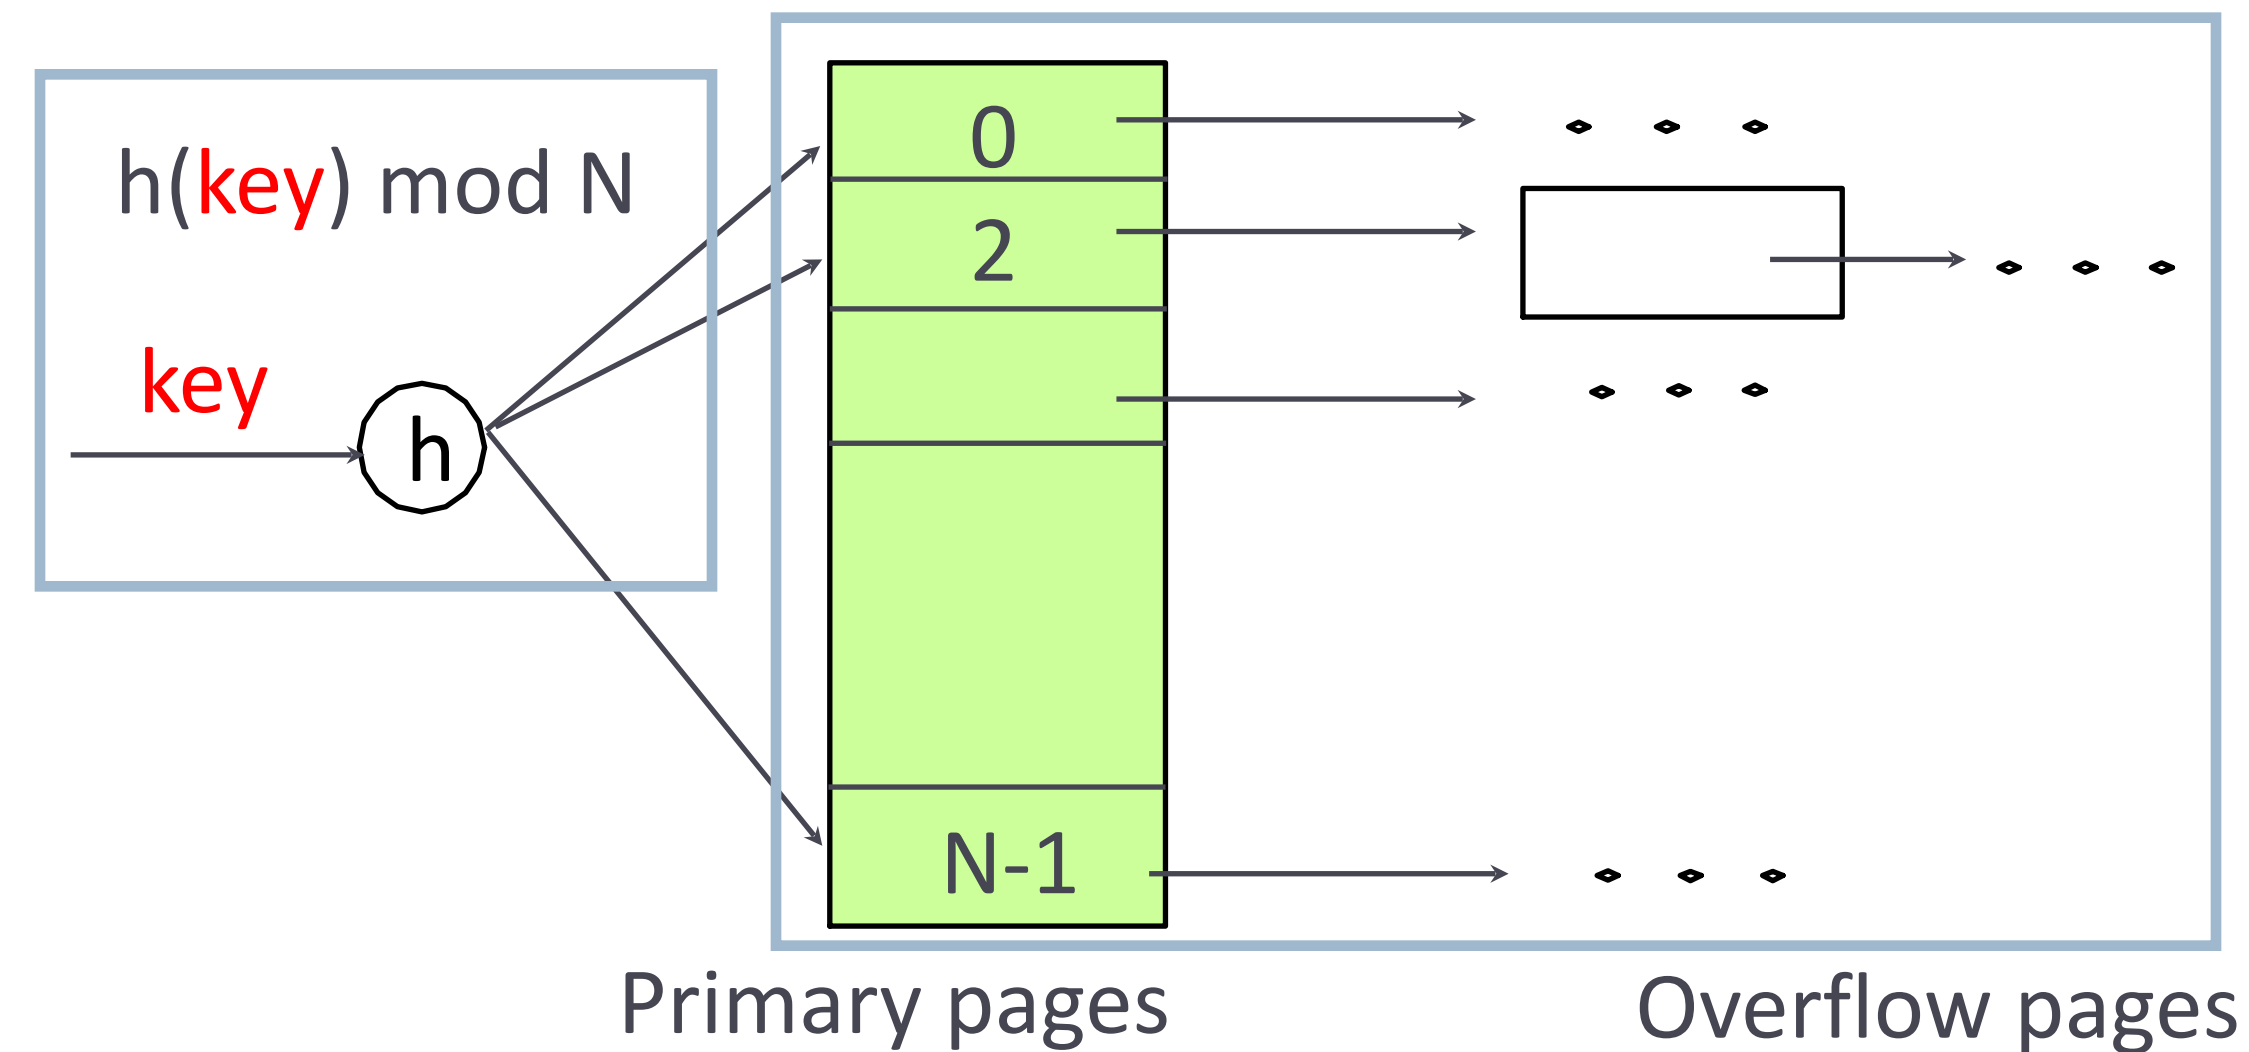 h(key) mod N
key
h
0
2
N-1
Primary pages
Overflow pages